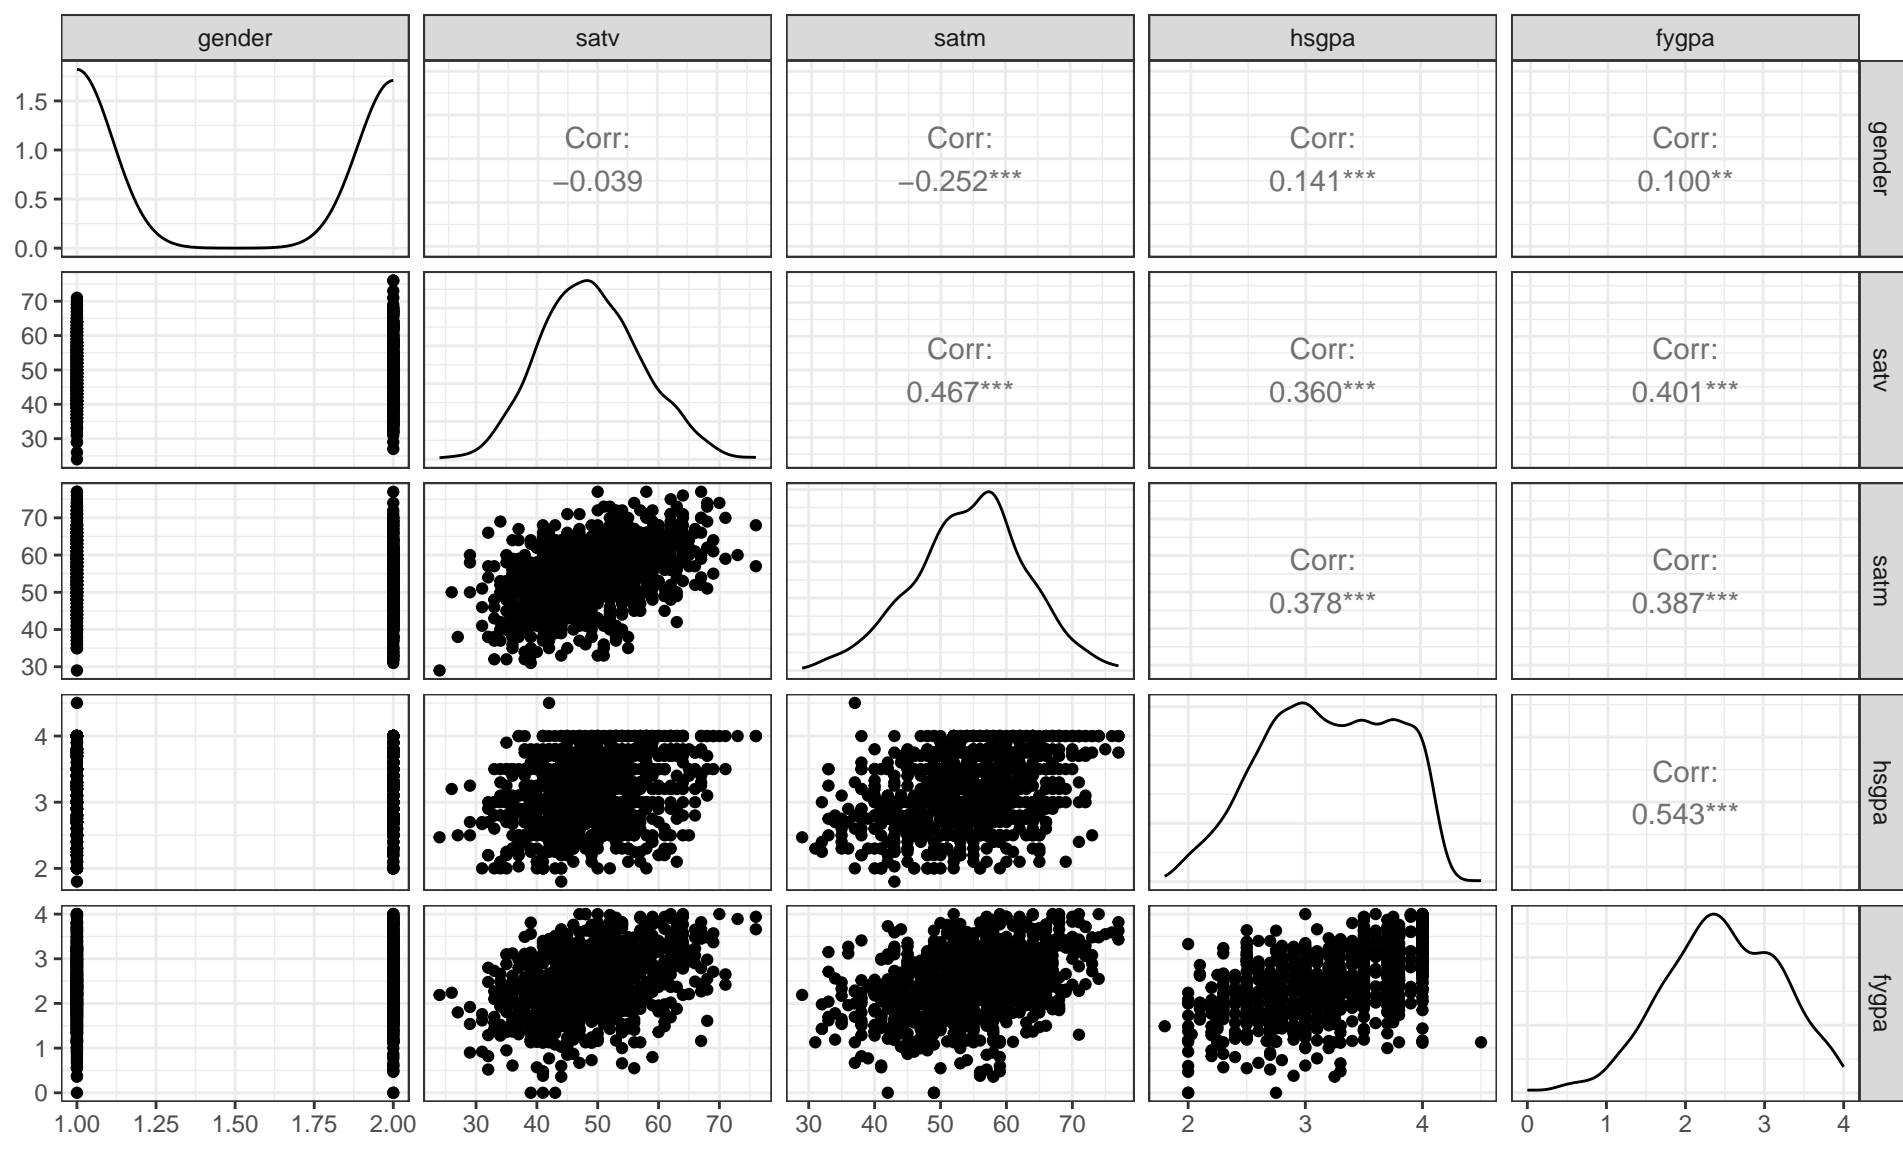 gender satv satm hsgpa fygpa
1.5
1.0
0.5
0.0
Corr:
−0.039
Corr:
−0.252***
Corr:
0.141***
Corr:
0.100**
gender
70
60
50
40
30
Corr:
0.467***
Corr:
0.360***
Corr:
0.401***
satv
70
60
50
40
30
Corr:
0.378***
Corr:
0.387***
satm
4
3
2
Corr:
0.543***
hsgpa
4
3
2
1
0
fygpa
1.00 1.25 1.50 1.75 2.00 30 40 50 60 70 30 40 50 60 70 2 3 4 0 1 2 3 4